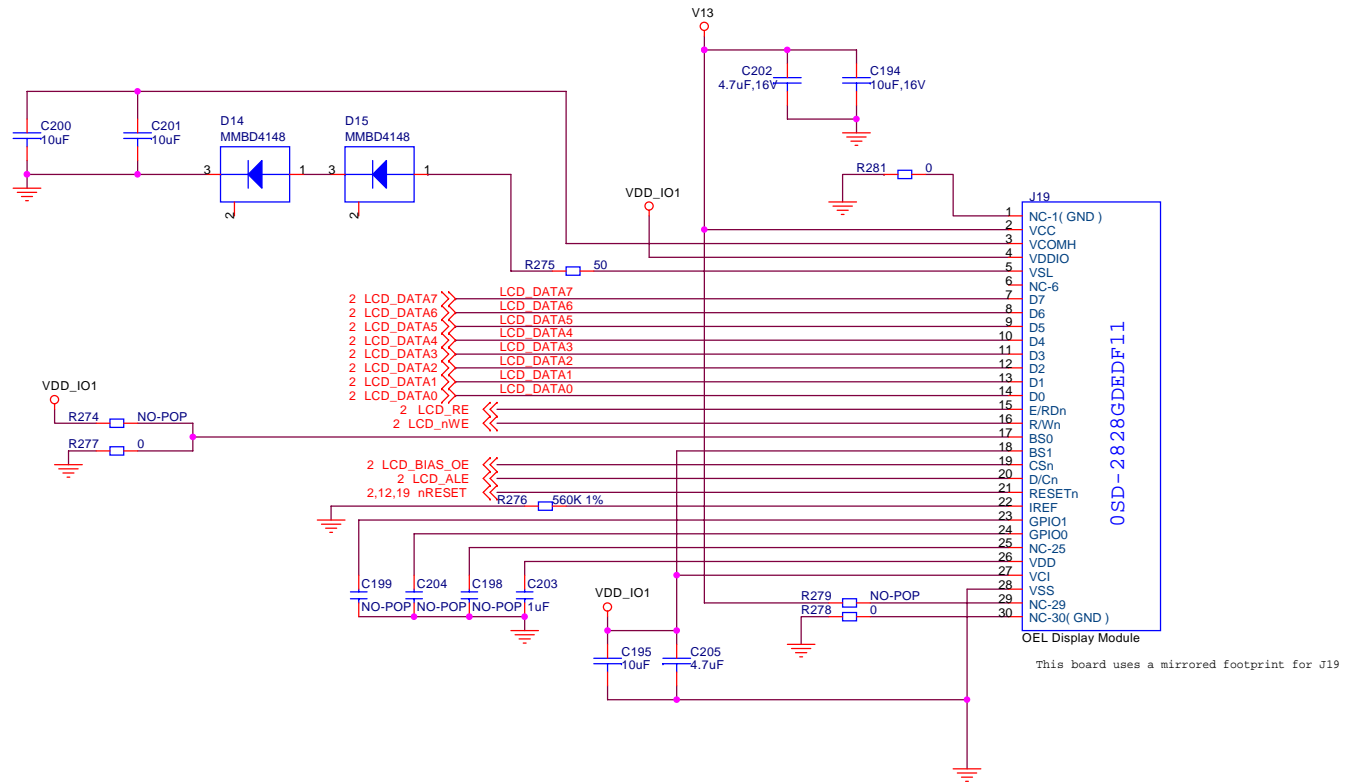 V13
C202
4.7uF,16V
C194
10uF,16V
C200
10uF
C201
10uF
D14
MMBD4148
3
1
2
D15
MMBD4148
3
1
2
R281
0
VDD_IO1
J19
1
NC-1( GND )
2
VCC
3
VCOMH
4
VDDIO
R275
50
5
VSL
6
NC-6
2 LCD_DATA7
LCD_DATA7
7
D7
2 LCD_DATA6
LCD_DATA6
8
D6
2 LCD_DATA5
LCD_DATA5
9
D5
2 LCD_DATA4
LCD_DATA4
10
D4
2 LCD_DATA3
LCD_DATA3
11
D3
2 LCD_DATA2
LCD_DATA2
12
D2
2 LCD_DATA1
LCD_DATA1
13
D1
2 LCD_DATA0
LCD_DATA0
14
D0
2 LCD_RE
15
E/RDn
2 LCD_nWE
16
R/Wn
VDD_IO1
R274
NO-POP
R277
0
17
BS0
18
BS1
2 LCD_BIAS_OE
19
CSn
2 LCD_ALE
20
D/Cn
2,12,19 nRESET
21
RESETn
R276
560K 1%
22
IREF
23
GPIO1
24
GPIO0
25
NC-25
26
VDD
27
VCI
28
VSS
R279
NO-POP
29
NC-29
R278
0
30
NC-30( GND )
OSD-2828GDEDF11
OEL Display Module
C199
NO-POP
C204
NO-POP
C198
NO-POP
C203
1uF
VDD_IO1
C195
10uF
C205
4.7uF
This board uses a mirrored footprint for J19